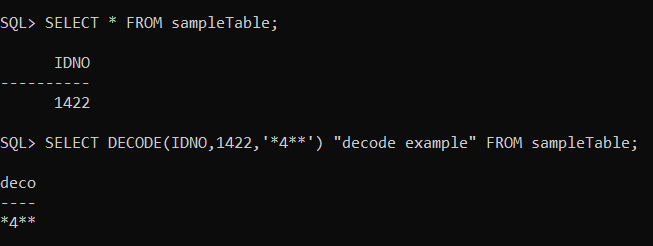 SQL> SELECT * FROM sampleTable;
IDNO
----------
1422
SQL> SELECT DECODE(IDNO,1422,'*4**') "decode example" FROM sampleTable;
deco
----
*4**